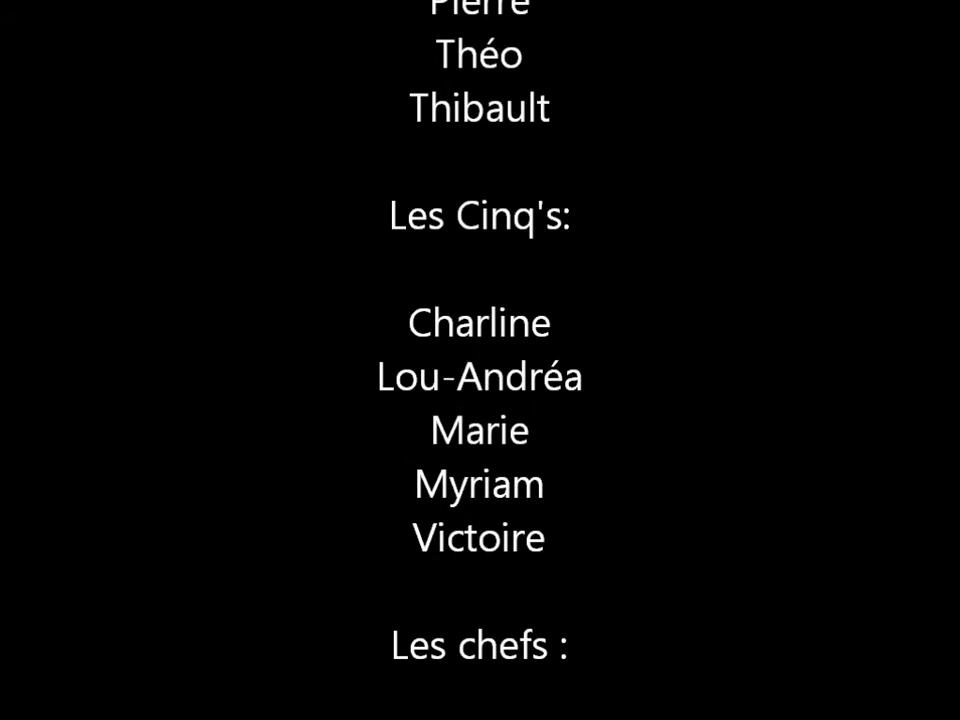 Pierre
Théo
Thibault
Les Cinq's:
Charline
Lou-Andréa
Marie
Myriam
Victoire
Les chefs :